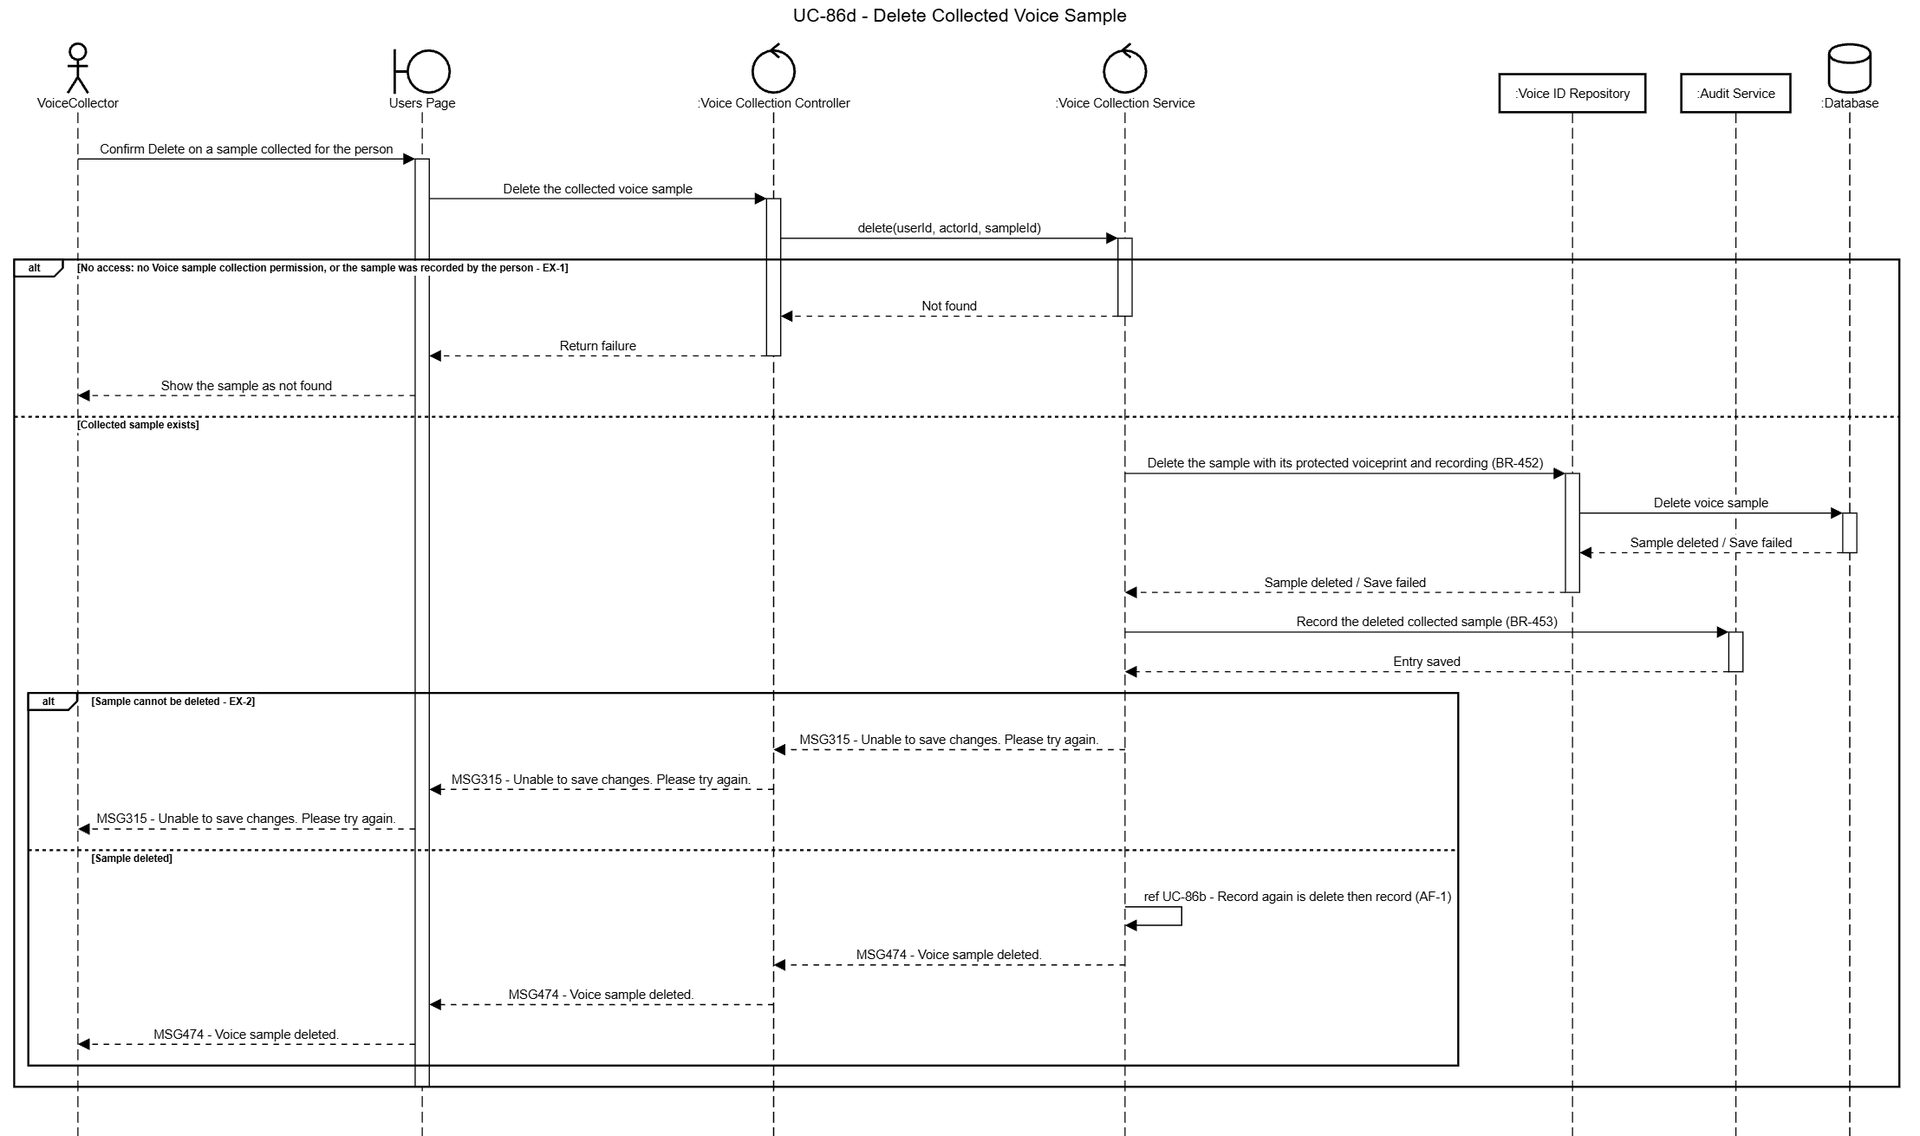 UC-86d - Delete Collected Voice Sample
VoiceCollector
Users Page
:Voice Collection Controller
:Voice Collection Service
:Voice ID Repository
:Audit Service
:Database
Confirm Delete on a sample collected for the person
Delete the collected voice sample
delete(userId, actorId, sampleId)
alt
[No access: no Voice sample collection permission, or the sample was recorded by the person - EX-1]
Not found
Return failure
Show the sample as not found
[Collected sample exists]
Delete the sample with its protected voiceprint and recording (BR-452)
Delete voice sample
Sample deleted / Save failed
Sample deleted / Save failed
Record the deleted collected sample (BR-453)
Entry saved
alt
[Sample cannot be deleted - EX-2]
MSG315 - Unable to save changes. Please try again.
MSG315 - Unable to save changes. Please try again.
MSG315 - Unable to save changes. Please try again.
[Sample deleted]
ref UC-86b - Record again is delete then record (AF-1)
MSG474 - Voice sample deleted.
MSG474 - Voice sample deleted.
MSG474 - Voice sample deleted.